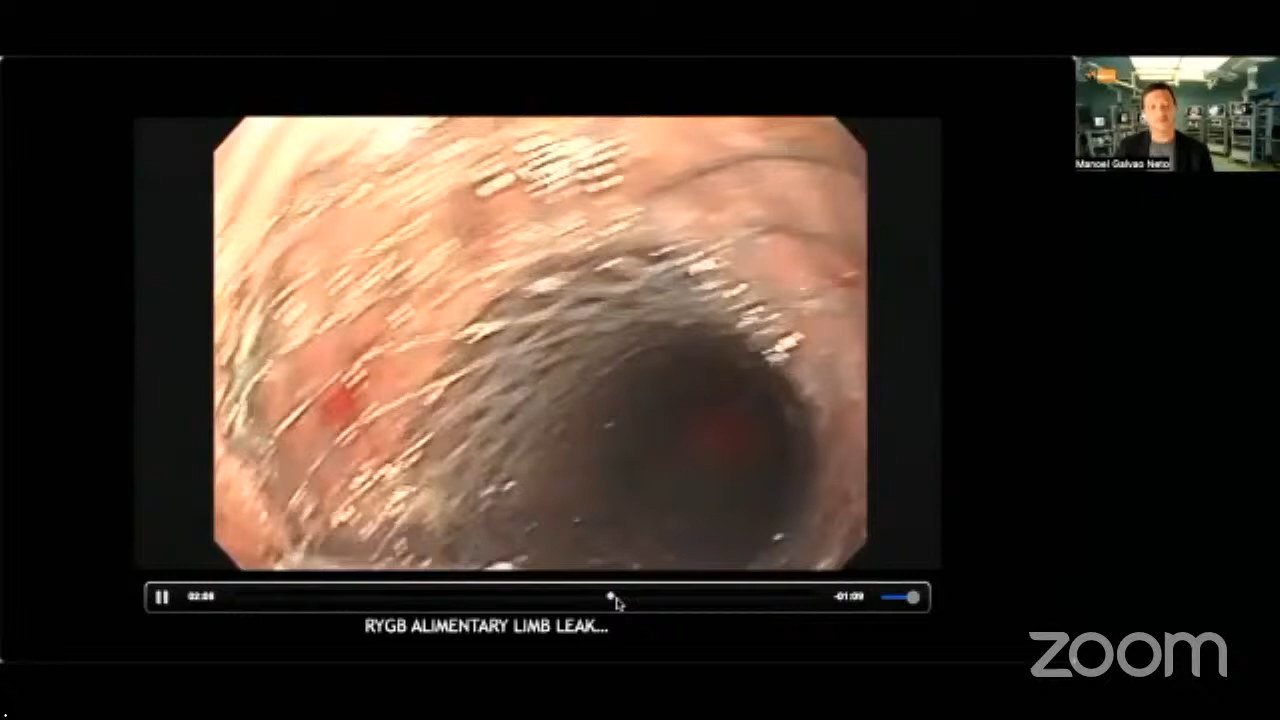 Manoel Galvao Neto
02:08
-01:09
RYGB ALIMENTARY LIMB LEAK...
zoom